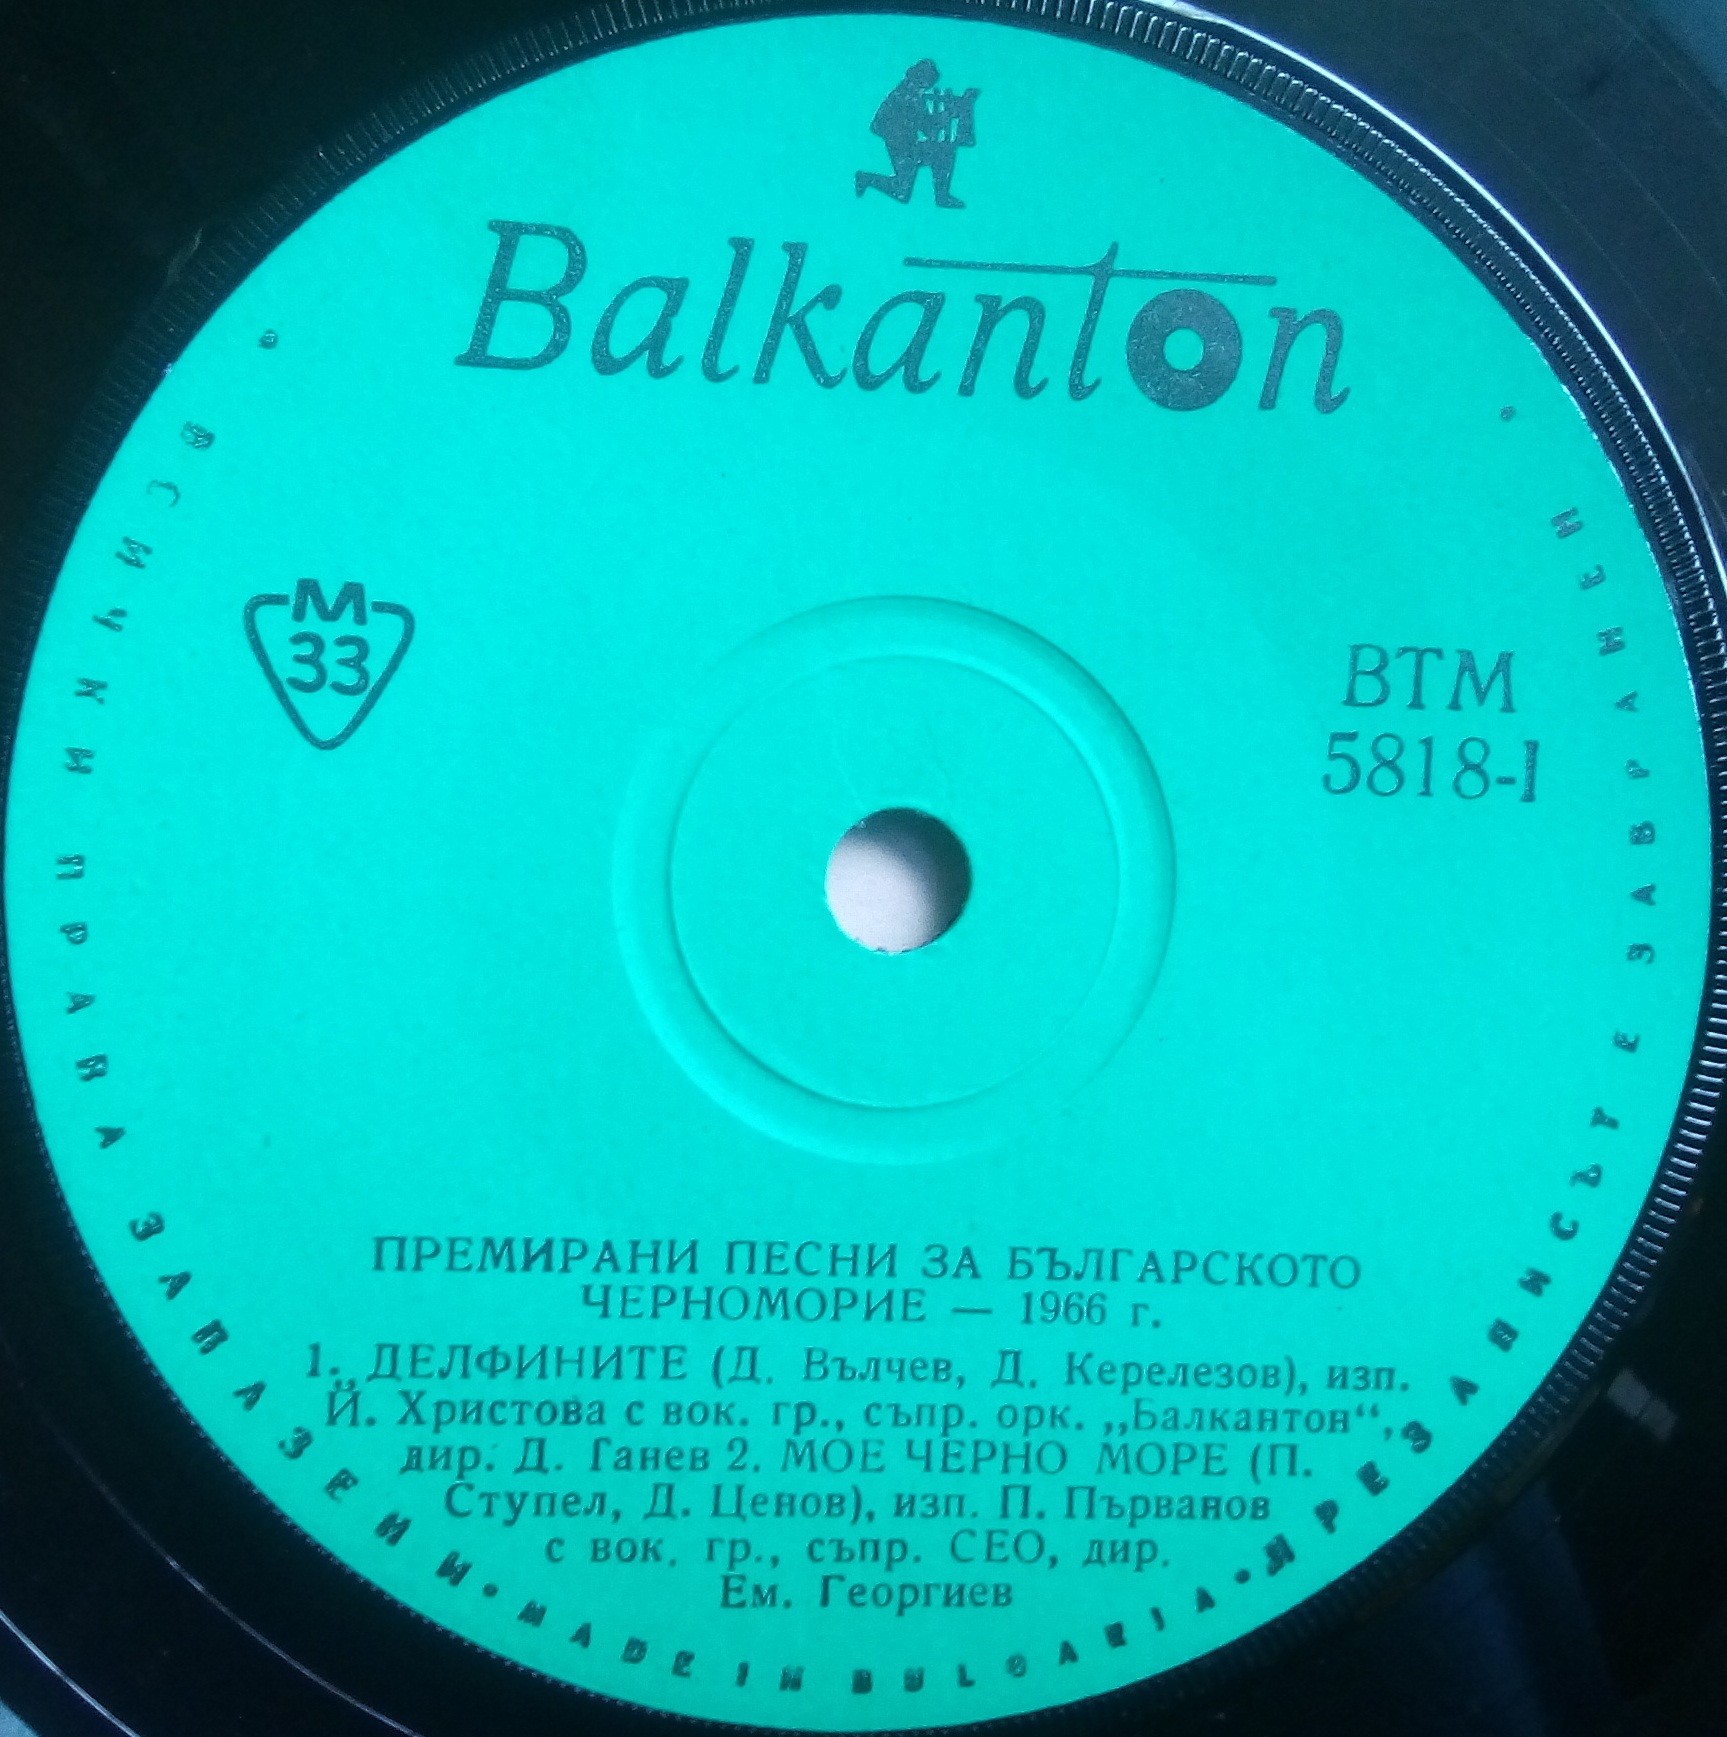 Balkanton
М
33
ВТМ
5818-I
ПРЕМИРАНИ ПЕСНИ ЗА БЪЛГАРСКОТО
ЧЕРНОМОРИЕ — 1966 г.
1. ДЕЛФИНИТЕ (Д. Вълчев, Д. Керелезов), изп.
Й. Христова с вок. гр., съпр. орк. „Балкантон“,
дир. Д. Ганев 2. МОЕ ЧЕРНО МОРЕ (П.
Ступел, Д. Ценов), изп. П. Първанов
с вок. гр., съпр. СЕО, дир.
Ем. Георгиев
ВСИЧКИ ПРАВА ЗАПАЗЕНИ • MADE IN BULGARIA • ПРЕЗАПИСЪТ Е ЗАБРАНЕН •